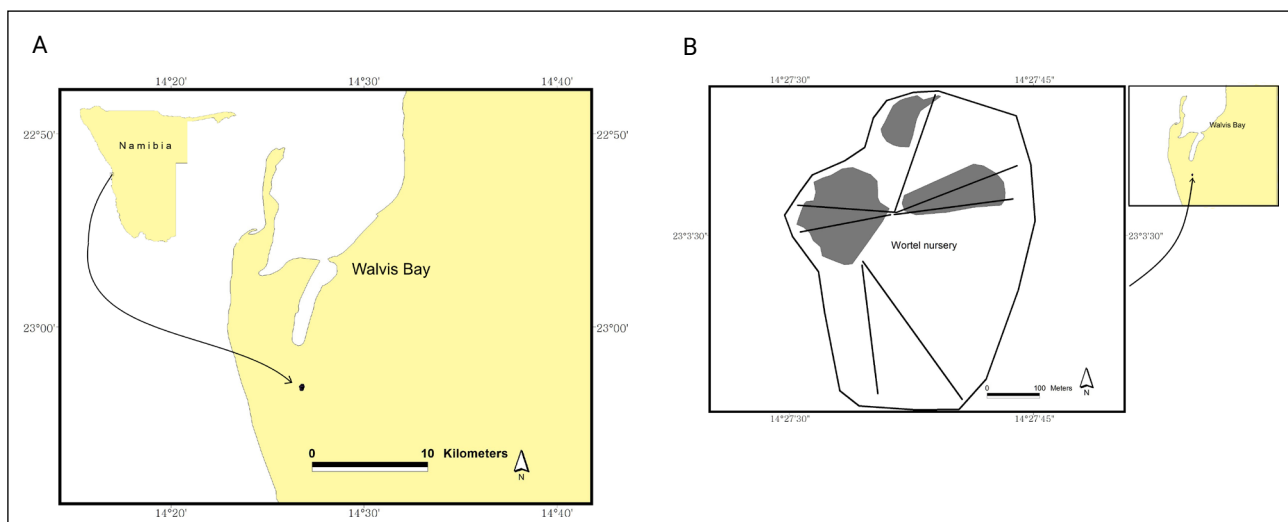 A
14°20'
14°30'
14°40'
22°50'
22°50'
Namibia
Walvis Bay
23°00'
23°00'
0 10 Kilometers
N
14°20'
14°30'
14°40'
B
14°27'30"
14°27'45"
Walvis Bay
23°3'30"
23°3'30"
Wortel nursery
0 100 Meters
N
14°27'30"
14°27'45"